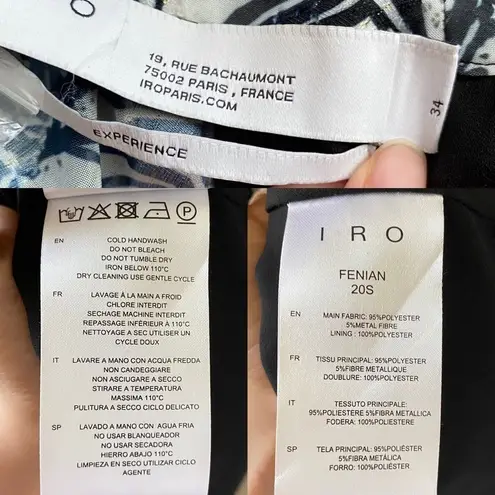 O
19, RUE BACHAUMONT
75002 PARIS , FRANCE
IROPARIS.COM
34
EXPERIENCE
P
EN
COLD HANDWASH
DO NOT BLEACH
DO NOT TUMBLE DRY
IRON BELOW 110°C
DRY CLEANING USE GENTLE CYCLE
FR
LAVAGE À LA MAIN A FROID
CHLORE INTERDIT
SECHAGE MACHINE INTERDIT
REPASSAGE INFÉRIEUR À 110°C
NETTOYAGE A SEC UTILISER UN
CYCLE DOUX
IT
LAVARE A MANO CON ACQUA FREDDA
NON CANDEGGIARE
NON ASCIUGARE A SECCO
STIRARE A TEMPERATURA
MASSIMA 110°C
PULITURA A SECCO CICLO DELICATO
SP
LAVADO A MANO CON AGUA FRIA
NO USAR BLANQUEADOR
NO USAR SECADORA
HIERRO ABAJO 110°C
LIMPIEZA EN SECO UTILIZAR CICLO
AGENTE
I R O
FENIAN
20S
EN
MAIN FABRIC: 95%POLYESTER
5%METAL FIBRE
LINING : 100%POLYESTER
FR
TISSU PRINCIPAL: 95%POLYESTER
5%FIBRE METALLIQUE
DOUBLURE: 100%POLYESTER
IT
TESSUTO PRINCIPALE:
95%POLIESTERE 5%FIBRA METALLICA
FODERA: 100%POLIESTERE
SP
TELA PRINCIPAL: 95%POLIÉSTER
5%FIBRA METÁLICA
FORRO: 100%POLIÉSTER